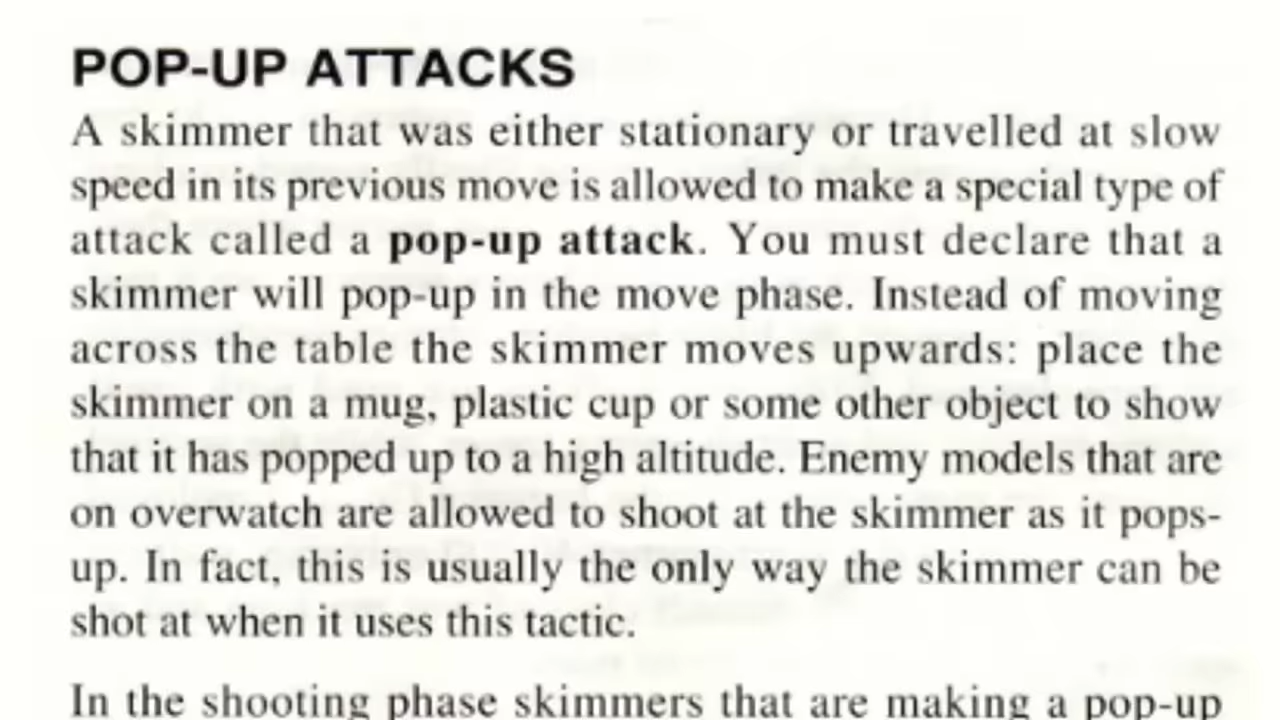 POP-UP ATTACKS
A skimmer that was either stationary or travelled at slow
speed in its previous move is allowed to make a special type of
attack called a pop-up attack. You must declare that a
skimmer will pop-up in the move phase. Instead of moving
across the table the skimmer moves upwards: place the
skimmer on a mug, plastic cup or some other object to show
that it has popped up to a high altitude. Enemy models that are
on overwatch are allowed to shoot at the skimmer as it pops-
up. In fact, this is usually the only way the skimmer can be
shot at when it uses this tactic.
In the shooting phase skimmers that are making a pop-up